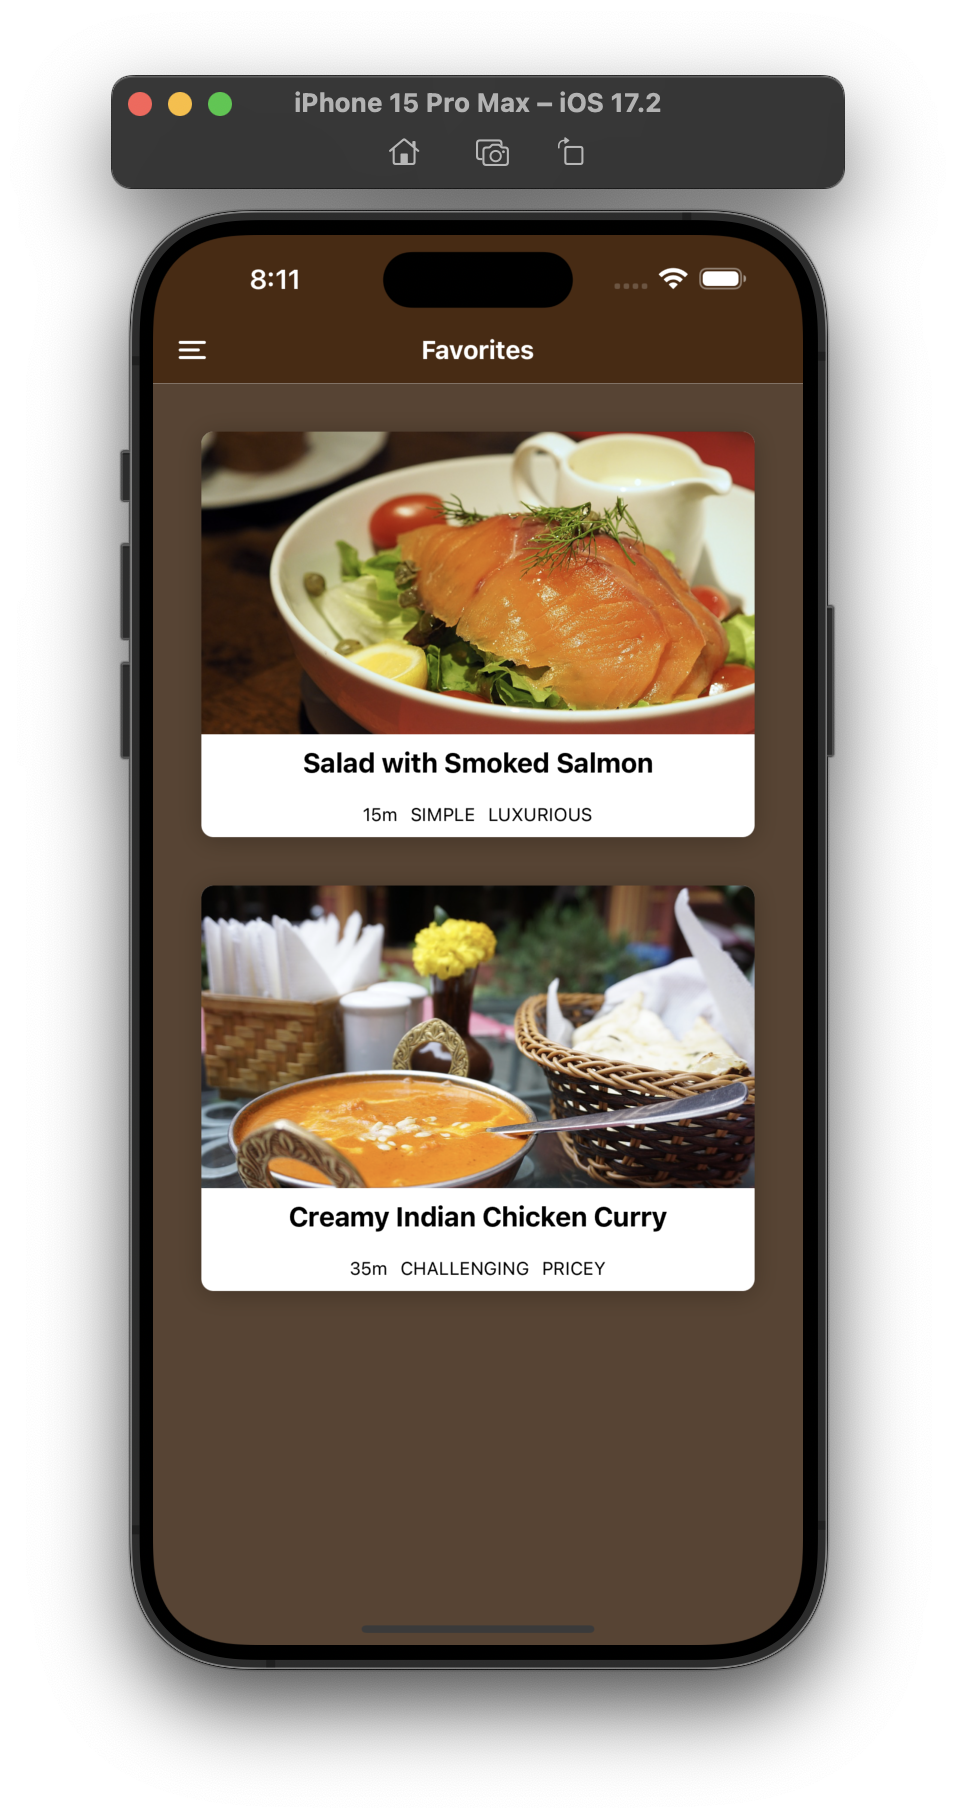 iPhone 15 Pro Max – iOS 17.2
8:11
Favorites
Salad with Smoked Salmon
15m SIMPLE LUXURIOUS
Creamy Indian Chicken Curry
35m CHALLENGING PRICEY